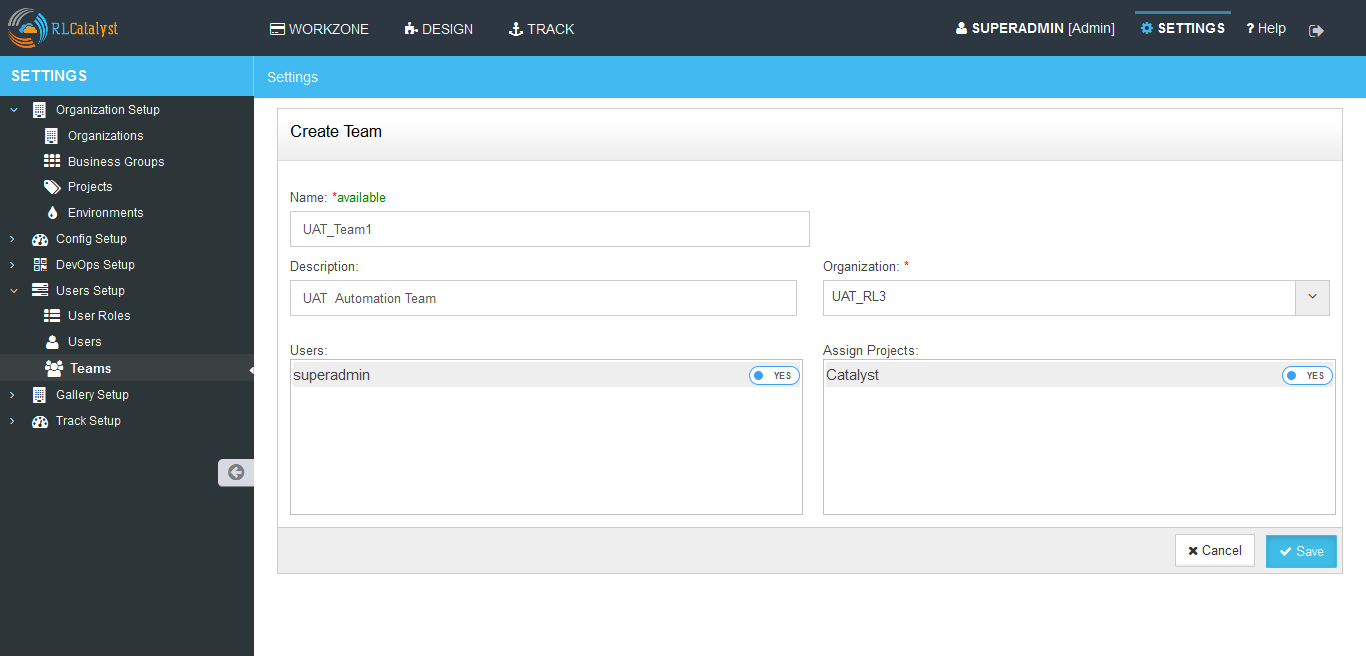 RLCatalyst
WORKZONE
DESIGN
TRACK
SUPERADMIN [Admin]
SETTINGS
? Help
SETTINGS
Settings
Organization Setup
Organizations
Business Groups
Projects
Environments
Config Setup
DevOps Setup
Users Setup
User Roles
Users
Teams
Gallery Setup
Track Setup
Create Team
Name: *available
UAT_Team1
Description:
UAT Automation Team
Organization: *
UAT_RL3
Users:
superadmin YES
Assign Projects:
Catalyst YES
Cancel
Save